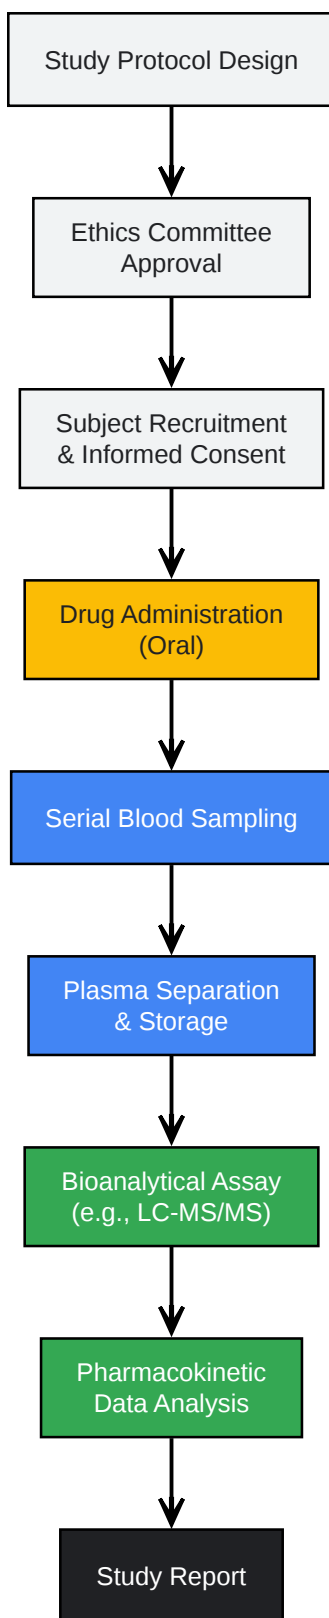 Study Protocol Design
Ethics Committee
Approval
Subject Recruitment
& Informed Consent
Drug Administration
(Oral)
Serial Blood Sampling
Plasma Separation
& Storage
Bioanalytical Assay
(e.g., LC-MS/MS)
Pharmacokinetic
Data Analysis
Study Report